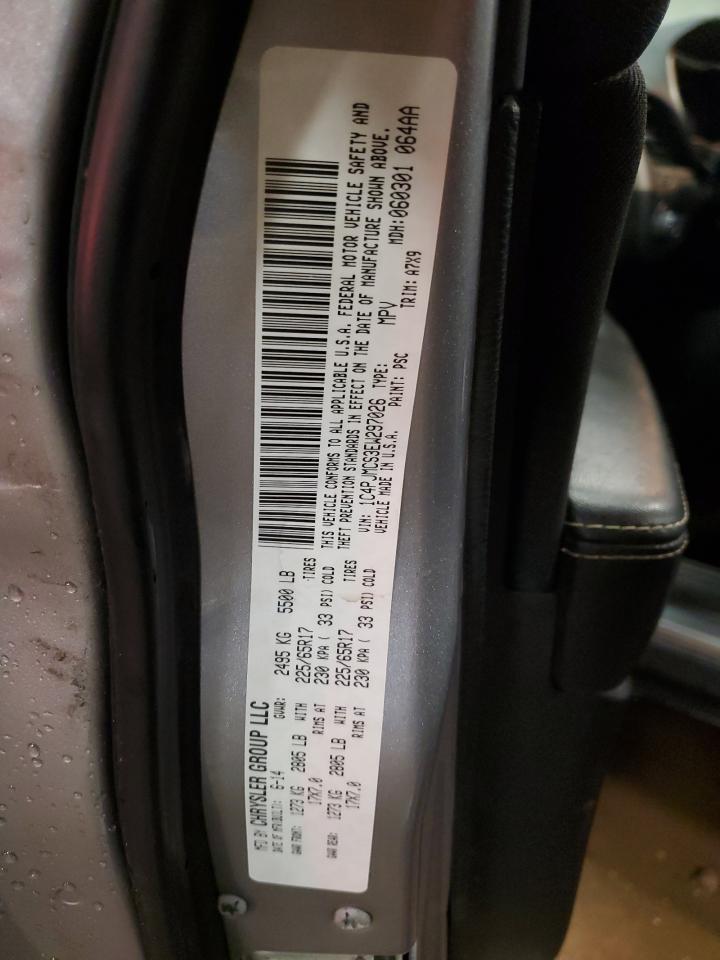 MFD BY CHRYSLER GROUP LLC
DATE OF MFR/BUILT: 6-14 GVWR: 2495 KG 5500 LB
GAWR FRONT: 1273 KG 2805 LB WITH 225/65R17 TIRES
17X7.0 RIMS AT 230 KPA ( 33 PSI) COLD
GAWR REAR: 1273 KG 2805 LB WITH 225/65R17 TIRES
17X7.0 RIMS AT 230 KPA ( 33 PSI) COLD
THIS VEHICLE CONFORMS TO ALL APPLICABLE U.S.A. FEDERAL MOTOR VEHICLE SAFETY AND
THEFT PREVENTION STANDARDS IN EFFECT ON THE DATE OF MANUFACTURE SHOWN ABOVE.
VIN: 1C4PJMCS3EW297026 TYPE: MPV MDH:060301 064AA
VEHICLE MADE IN U.S.A. PAINT: PSC TRIM: A7X9